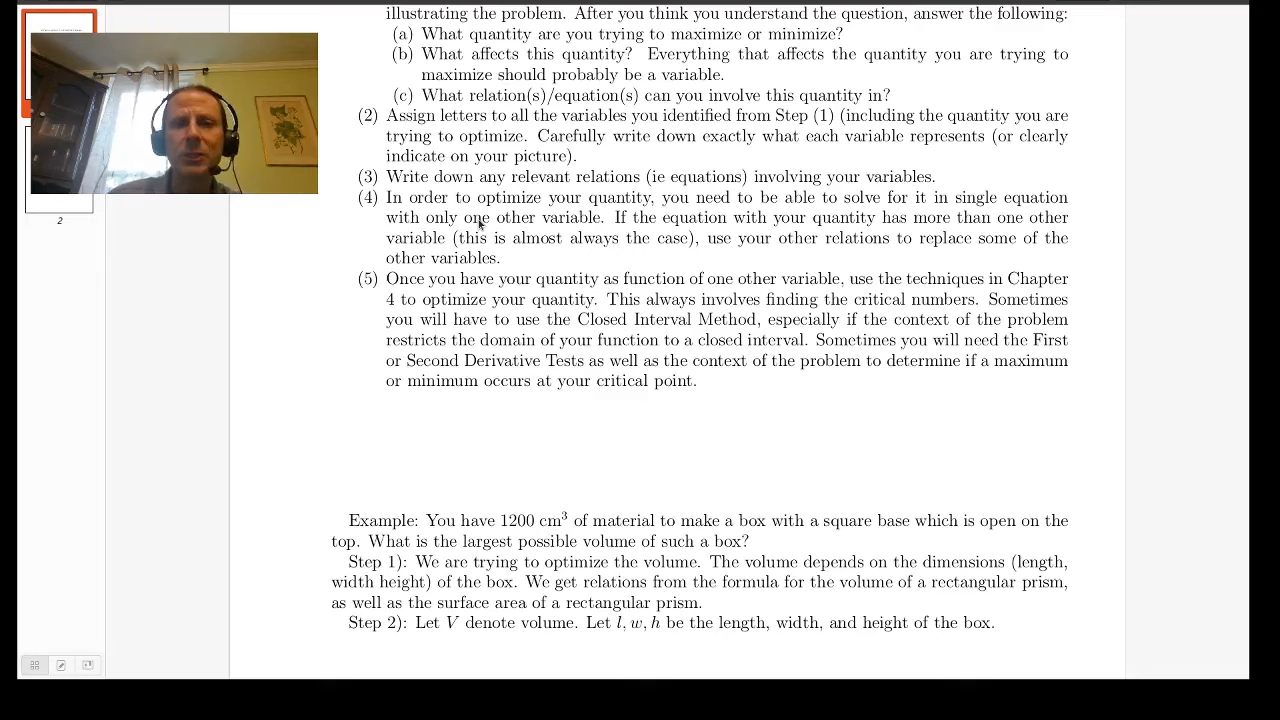 illustrating the problem. After you think you understand the question, answer the following:
(a) What quantity are you trying to maximize or minimize?
(b) What affects this quantity? Everything that affects the quantity you are trying to
maximize should probably be a variable.
(c) What relation(s)/equation(s) can you involve this quantity in?
(2) Assign letters to all the variables you identified from Step (1) (including the quantity you are
trying to optimize. Carefully write down exactly what each variable represents (or clearly
indicate on your picture).
(3) Write down any relevant relations (ie equations) involving your variables.
(4) In order to optimize your quantity, you need to be able to solve for it in single equation
with only one other variable. If the equation with your quantity has more than one other
variable (this is almost always the case), use your other relations to replace some of the
other variables.
(5) Once you have your quantity as function of one other variable, use the techniques in Chapter
4 to optimize your quantity. This always involves finding the critical numbers. Sometimes
you will have to use the Closed Interval Method, especially if the context of the problem
restricts the domain of your function to a closed interval. Sometimes you will need the First
or Second Derivative Tests as well as the context of the problem to determine if a maximum
or minimum occurs at your critical point.
2
Example: You have 1200 cm³ of material to make a box with a square base which is open on the
top. What is the largest possible volume of such a box?
Step 1): We are trying to optimize the volume. The volume depends on the dimensions (length,
width height) of the box. We get relations from the formula for the volume of a rectangular prism,
as well as the surface area of a rectangular prism.
Step 2): Let V denote volume. Let l, w, h be the length, width, and height of the box.